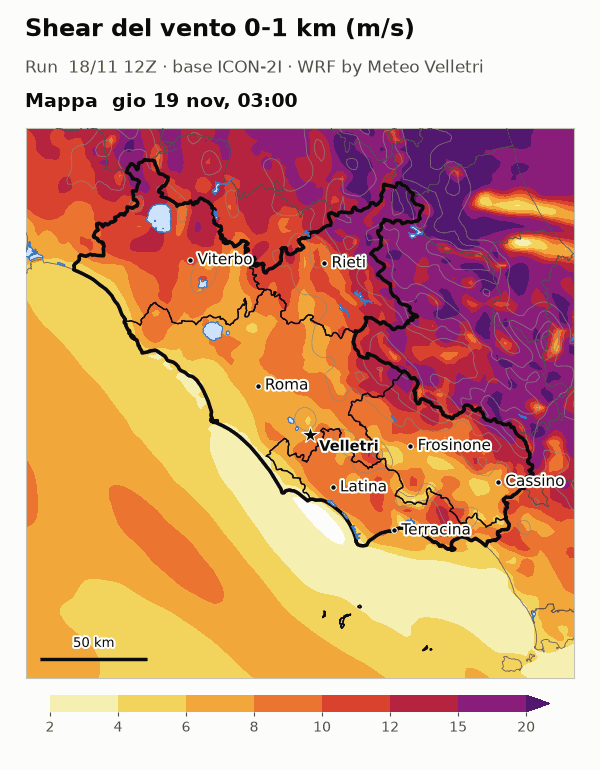 Shear del vento 0-1 km (m/s)
Run  18/11 12Z · base ICON-2I · WRF by Meteo Velletri
Mappa  gio 19 nov, 03:00
Viterbo
Rieti
Roma
Velletri
Frosinone
Latina
Cassino
Terracina
50 km
2 4 6 8 10 12 15 20